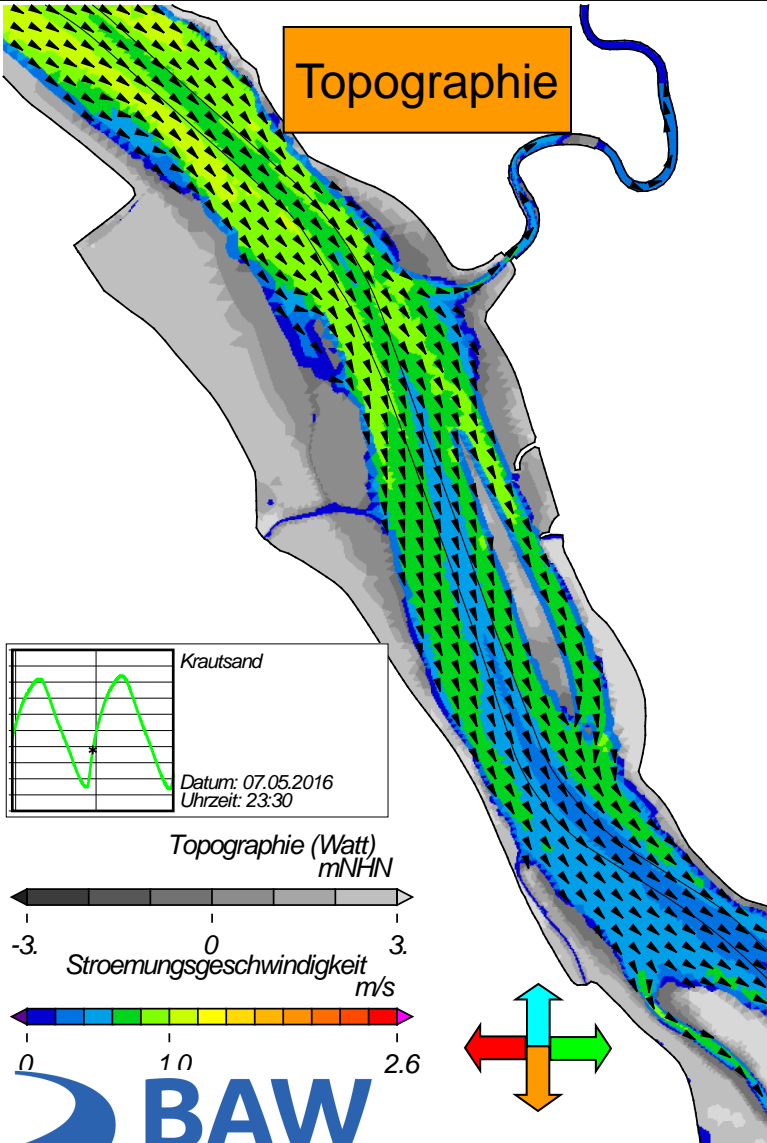 Topographie
Krautsand
Datum: 07.05.2016
Uhrzeit: 23:30
Topographie (Watt)
mNHN
-3. 0 3.
Stroemungsgeschwindigkeit
m/s
0 1.0 2.6
BAW